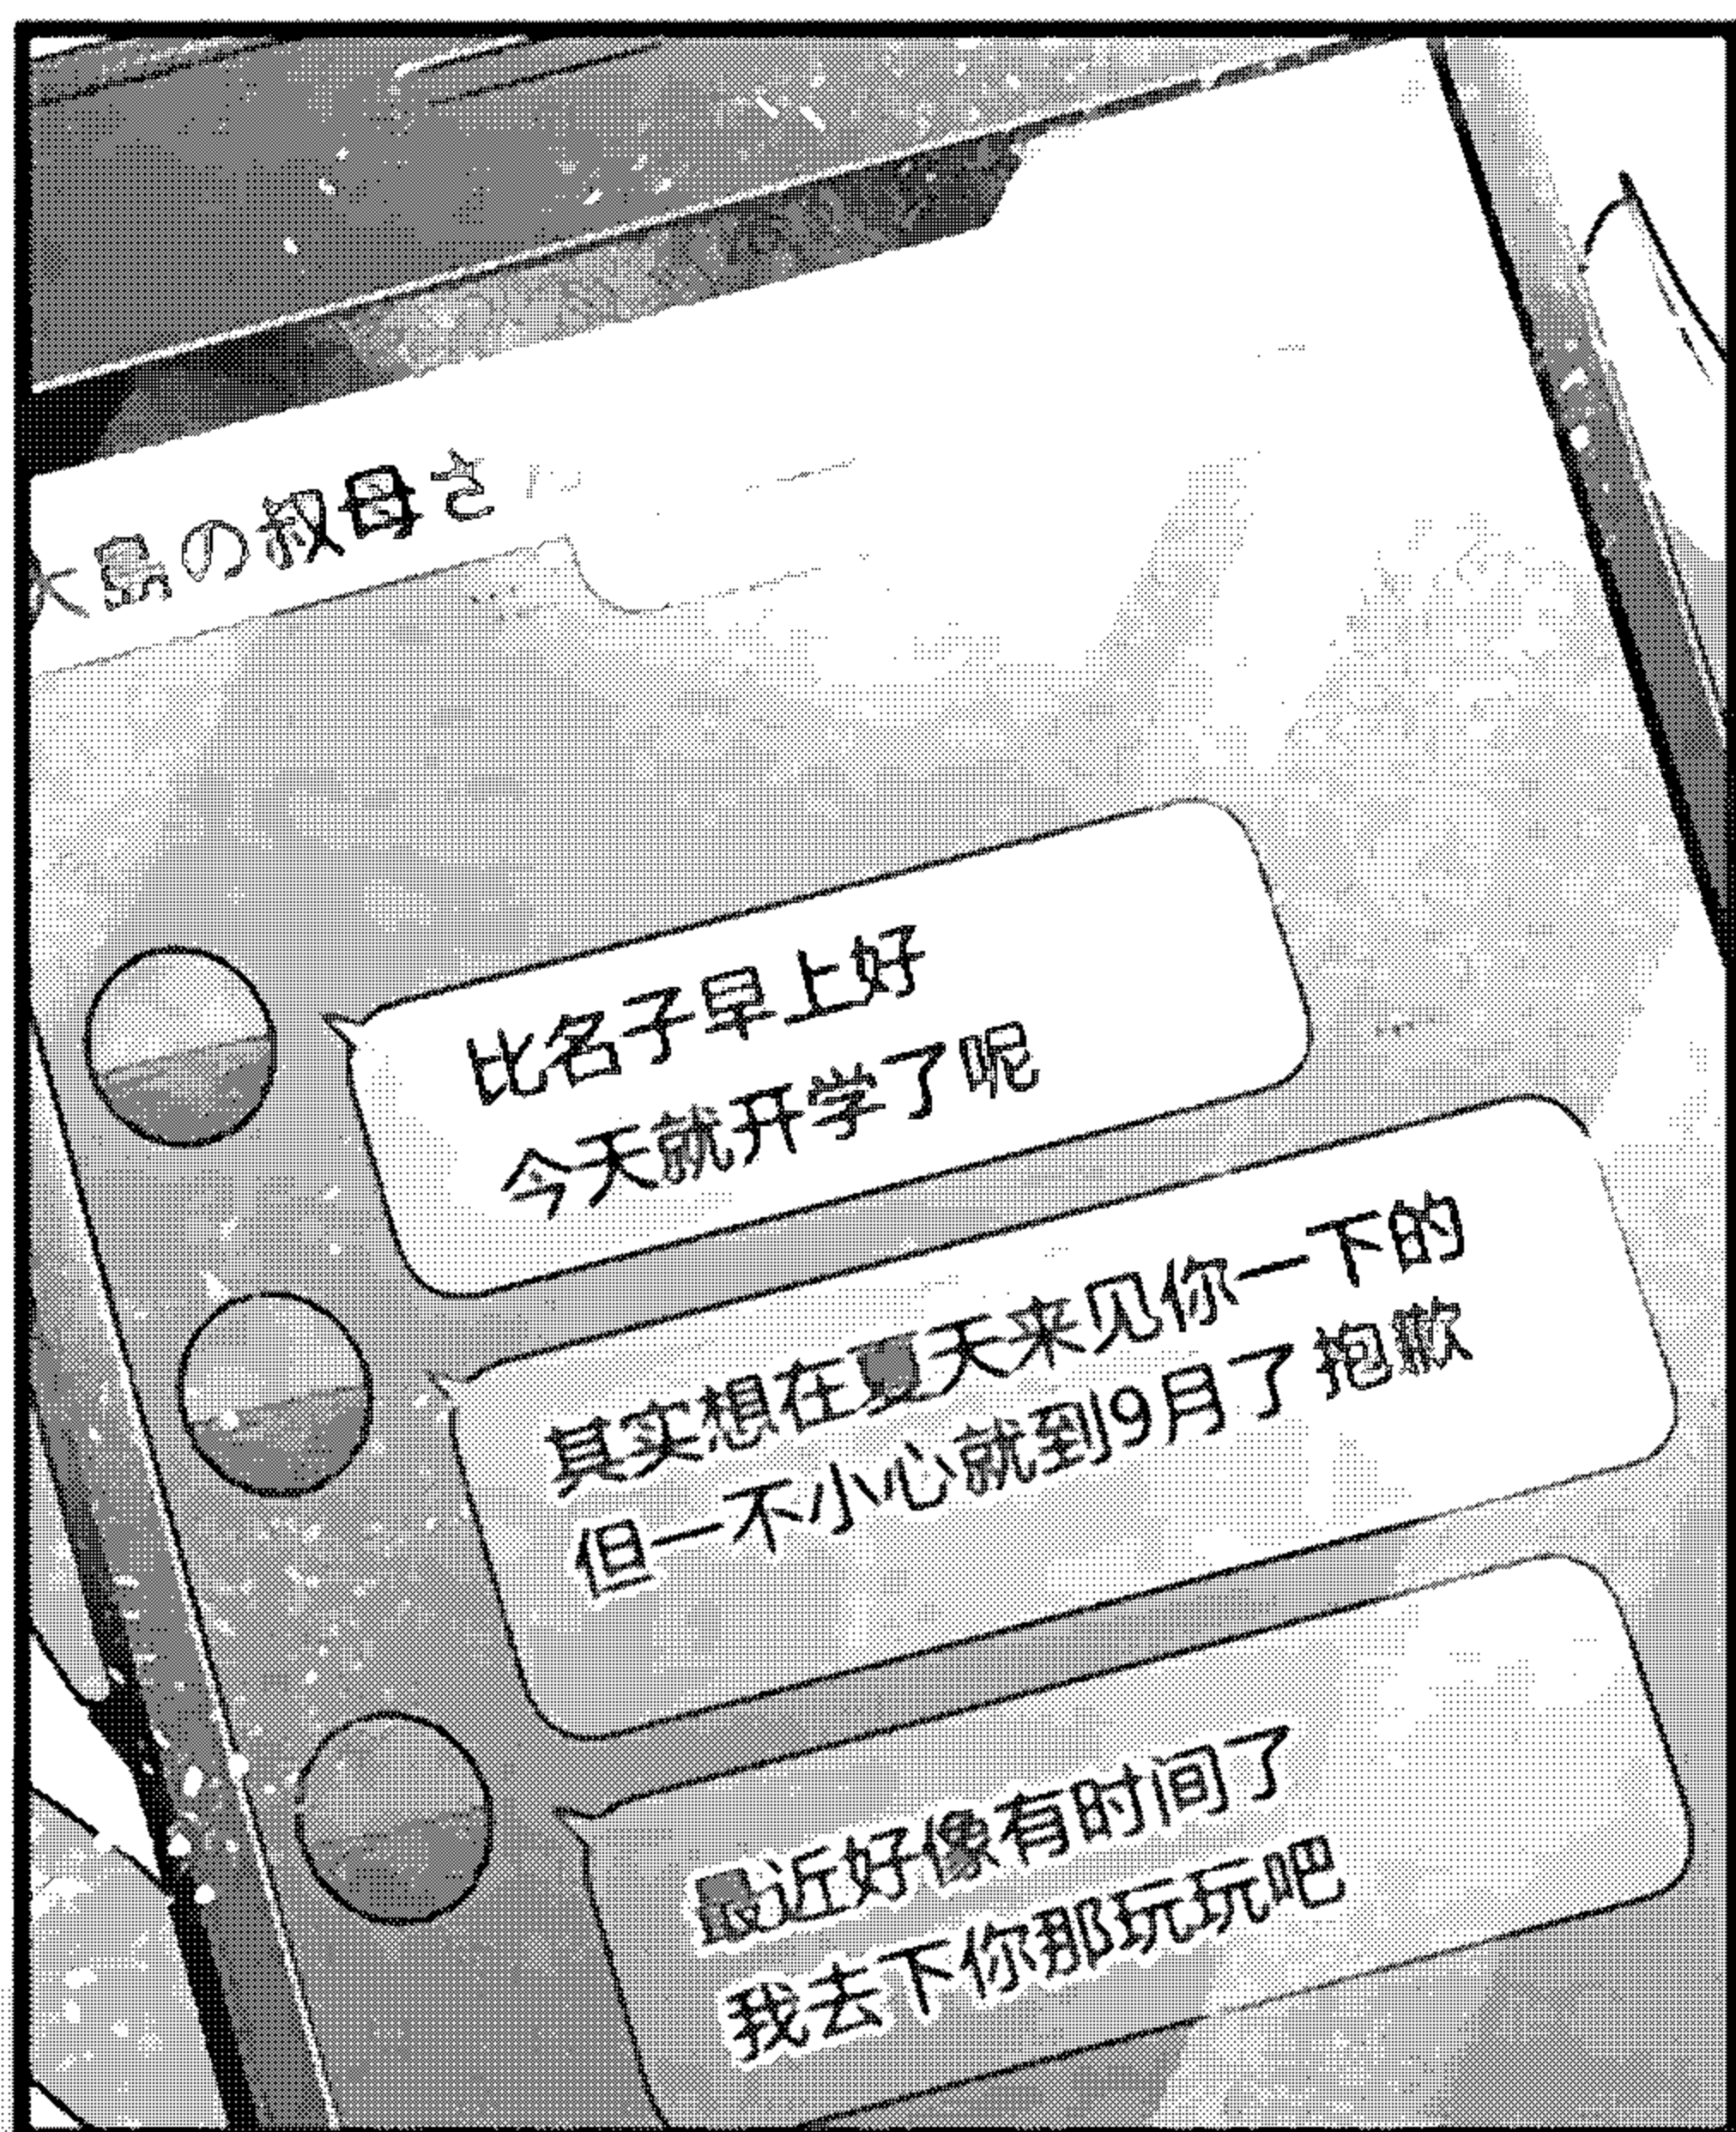 大島の叔母さ
比名子早上好
今天就开学了呢
其实想在夏天来见你一下的
但一不小心就到9月了 抱歉
最近好像有时间了
我去下你那玩玩吧